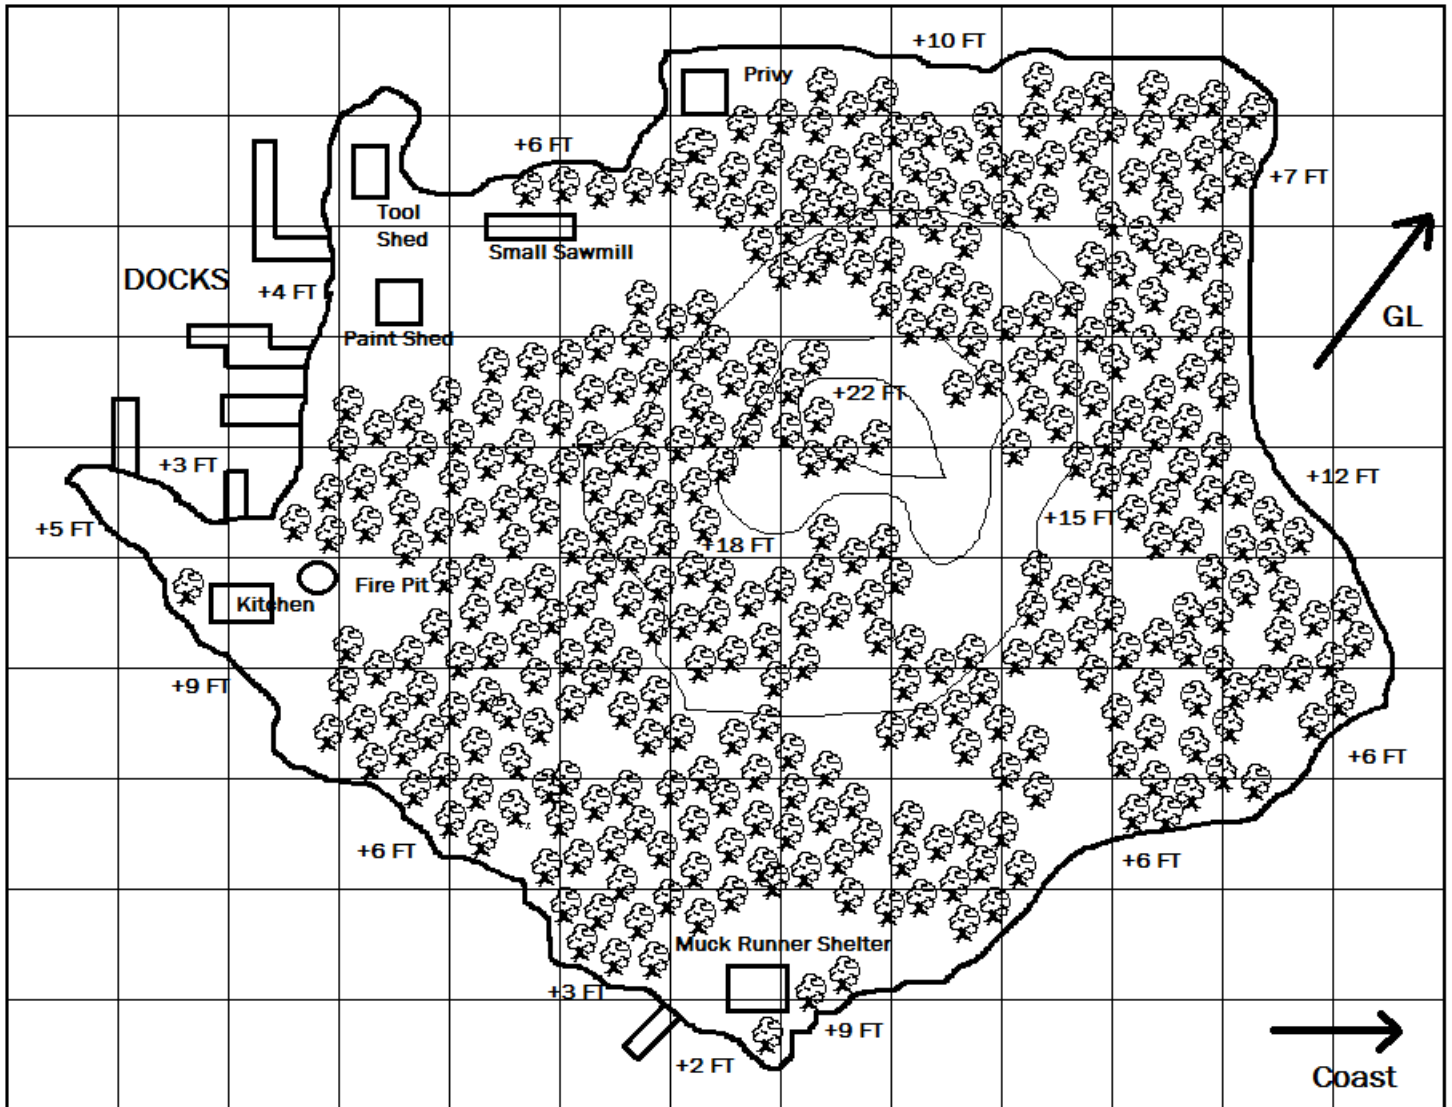 +10 FT
Privy
+6 FT
+7 FT
Tool
Shed
Small Sawmill
DOCKS
+4 FT
GL
Paint Shed
+22 FT
+3 FT
+12 FT
+5 FT
+15 FT
+18 FT
Fire Pit
Kitchen
+9 FT
+6 FT
+6 FT
+6 FT
Muck Runner Shelter
+3 FT
+9 FT
+2 FT
Coast